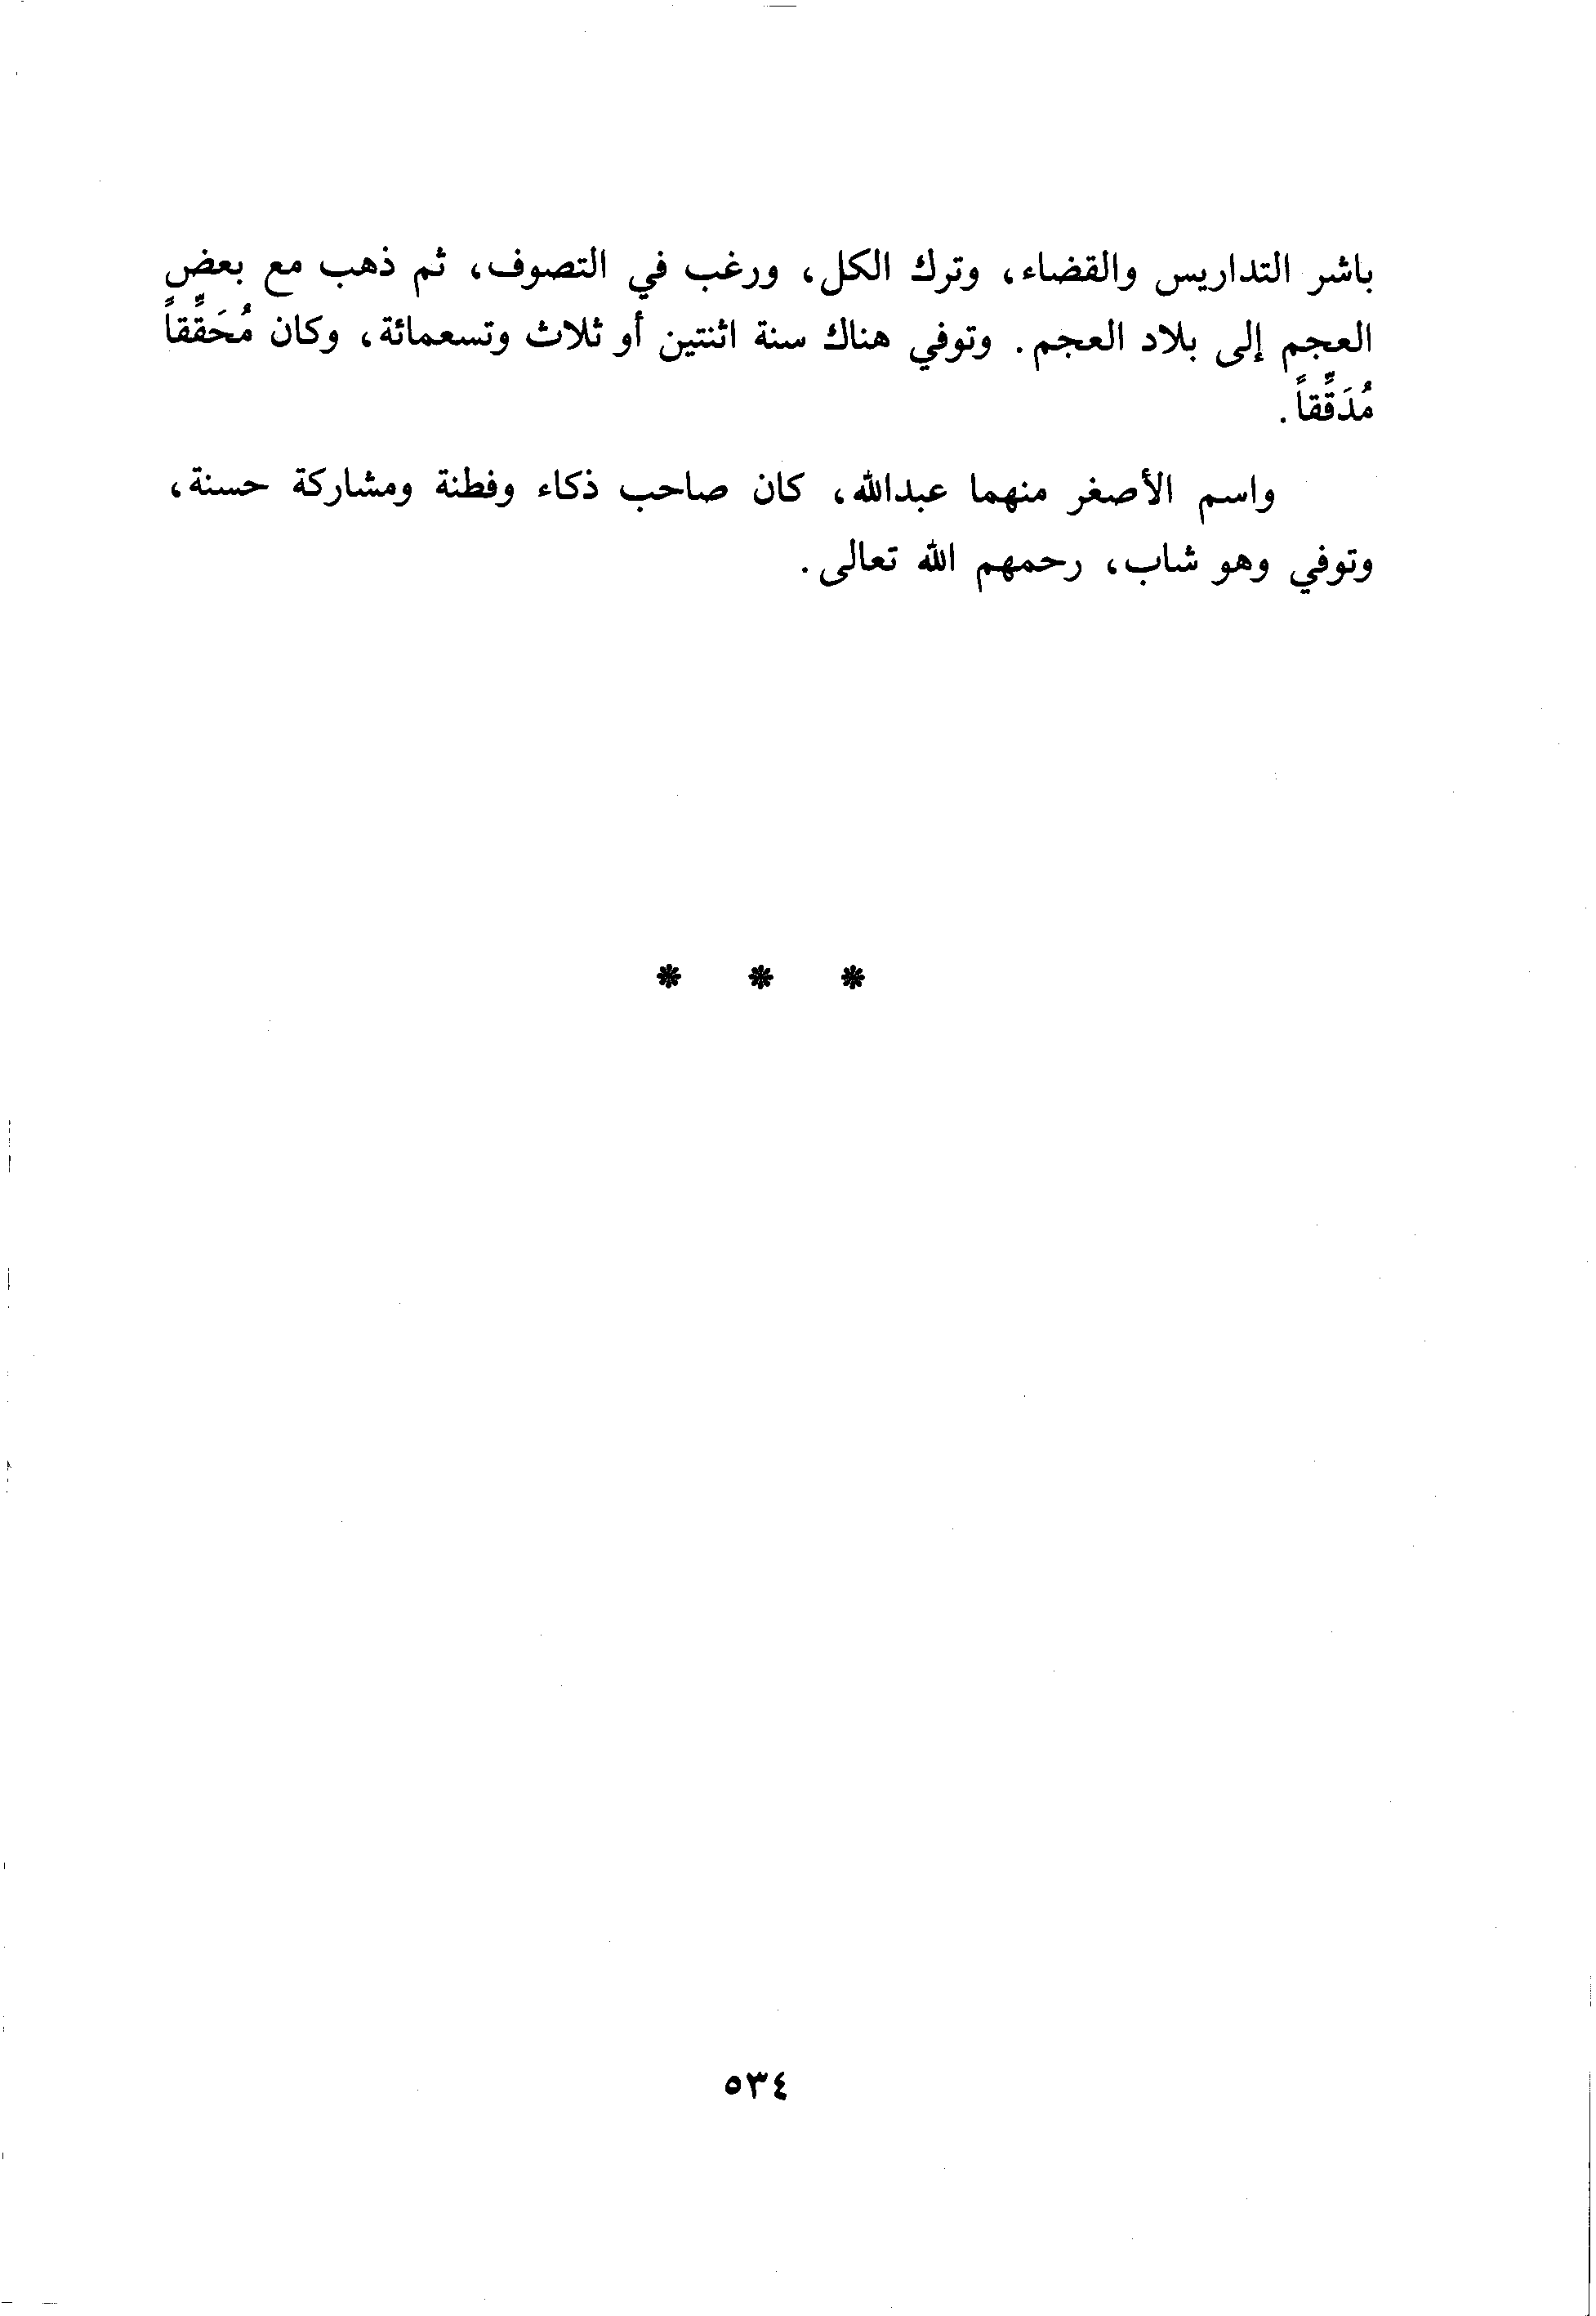 باشر التداريس والقضاء، وترك الكل، ورغب في التصوف، ثم ذهب مع بعض
العجم إلى بلاد العجم. وتوفي هناك سنة اثنتين أو ثلاث وتسعمائة، وكان مُحَقِّقاً
مُدَقِّقاً.
واسم الأصغر منهما عبدالله، كان صاحب ذكاء وفطنة ومشاركة حسنة،
وتوفي وهو شاب، رحمهم الله تعالى.
* * *
٥٣٤